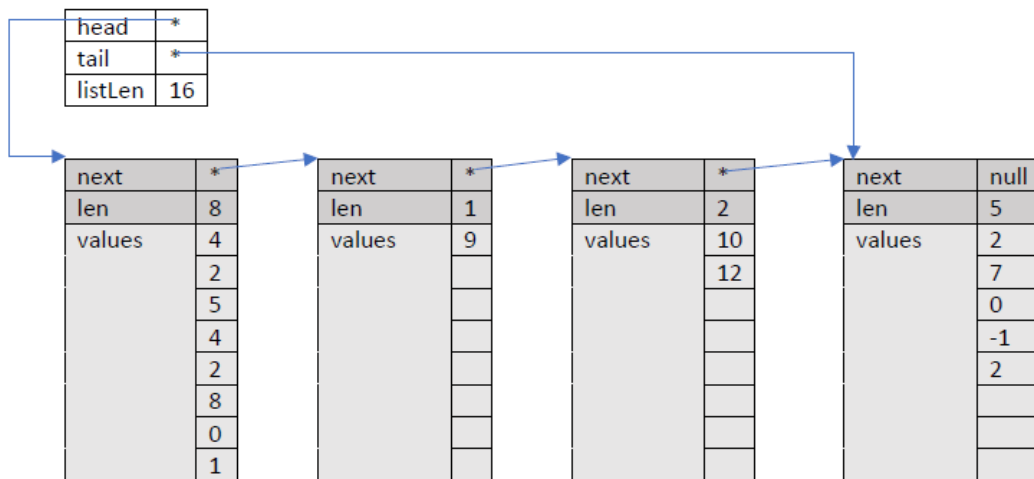 head *
tail *
listLen 16
next * next * next * next null
len 8 len 1 len 2 len 5
values 4 values 9 values 10 values 2
2 12 7
5 0
4 -1
2 2
8
0
1